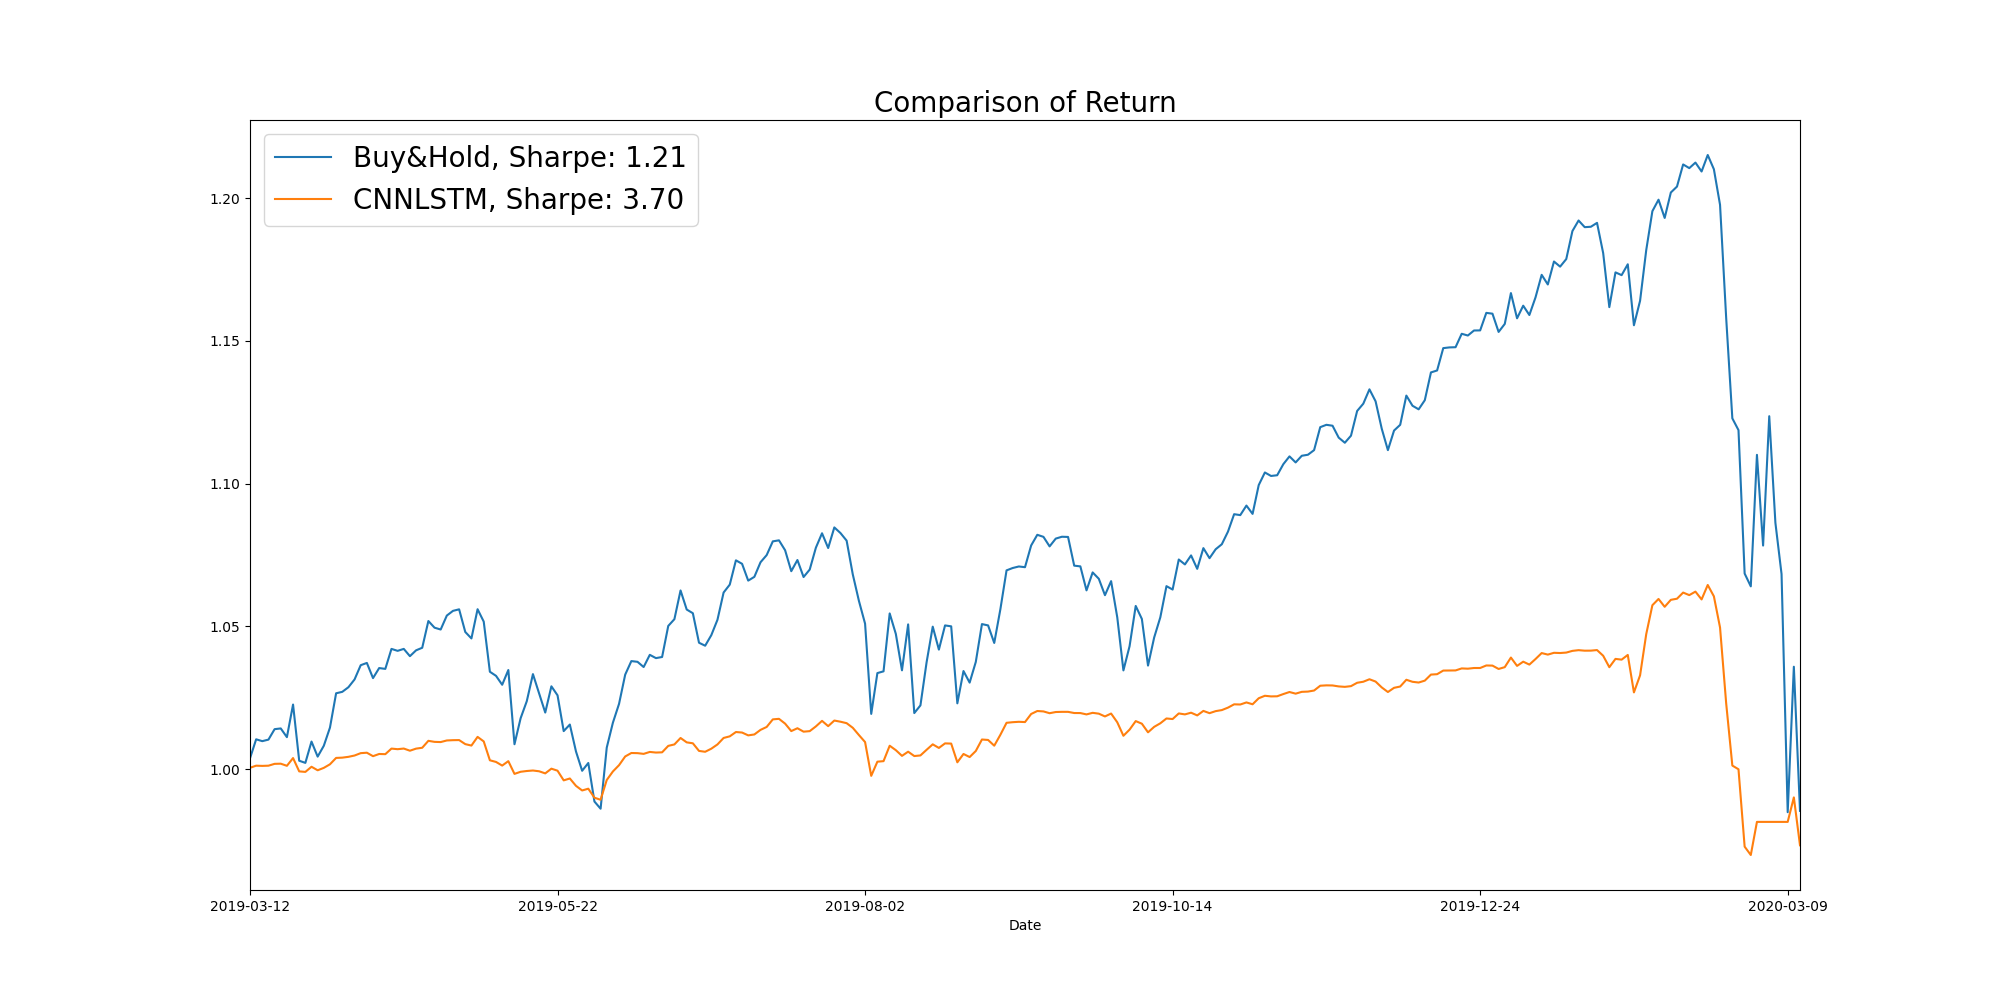 Comparison of Return
Buy&Hold, Sharpe: 1.21
CNNLSTM, Sharpe: 3.70
1.20
1.15
1.10
1.05
1.00
2019-03-12 2019-05-22 2019-08-02 2019-10-14 2019-12-24 2020-03-09
Date